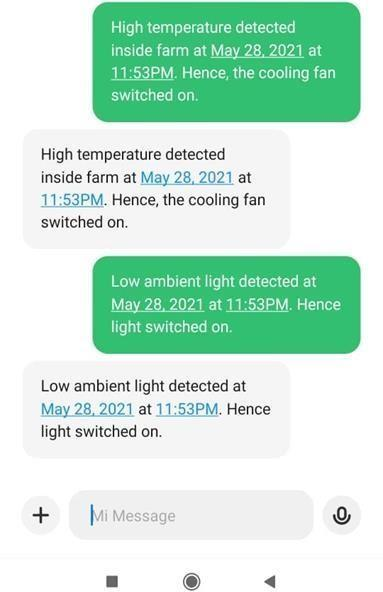 High temperature detected
inside farm at May 28, 2021 at
11:53PM. Hence, the cooling fan
switched on.
High temperature detected
inside farm at May 28, 2021 at
11:53PM. Hence, the cooling fan
switched on.
Low ambient light detected at
May 28, 2021 at 11:53PM. Hence
light switched on.
Low ambient light detected at
May 28, 2021 at 11:53PM. Hence
light switched on.
Mi Message